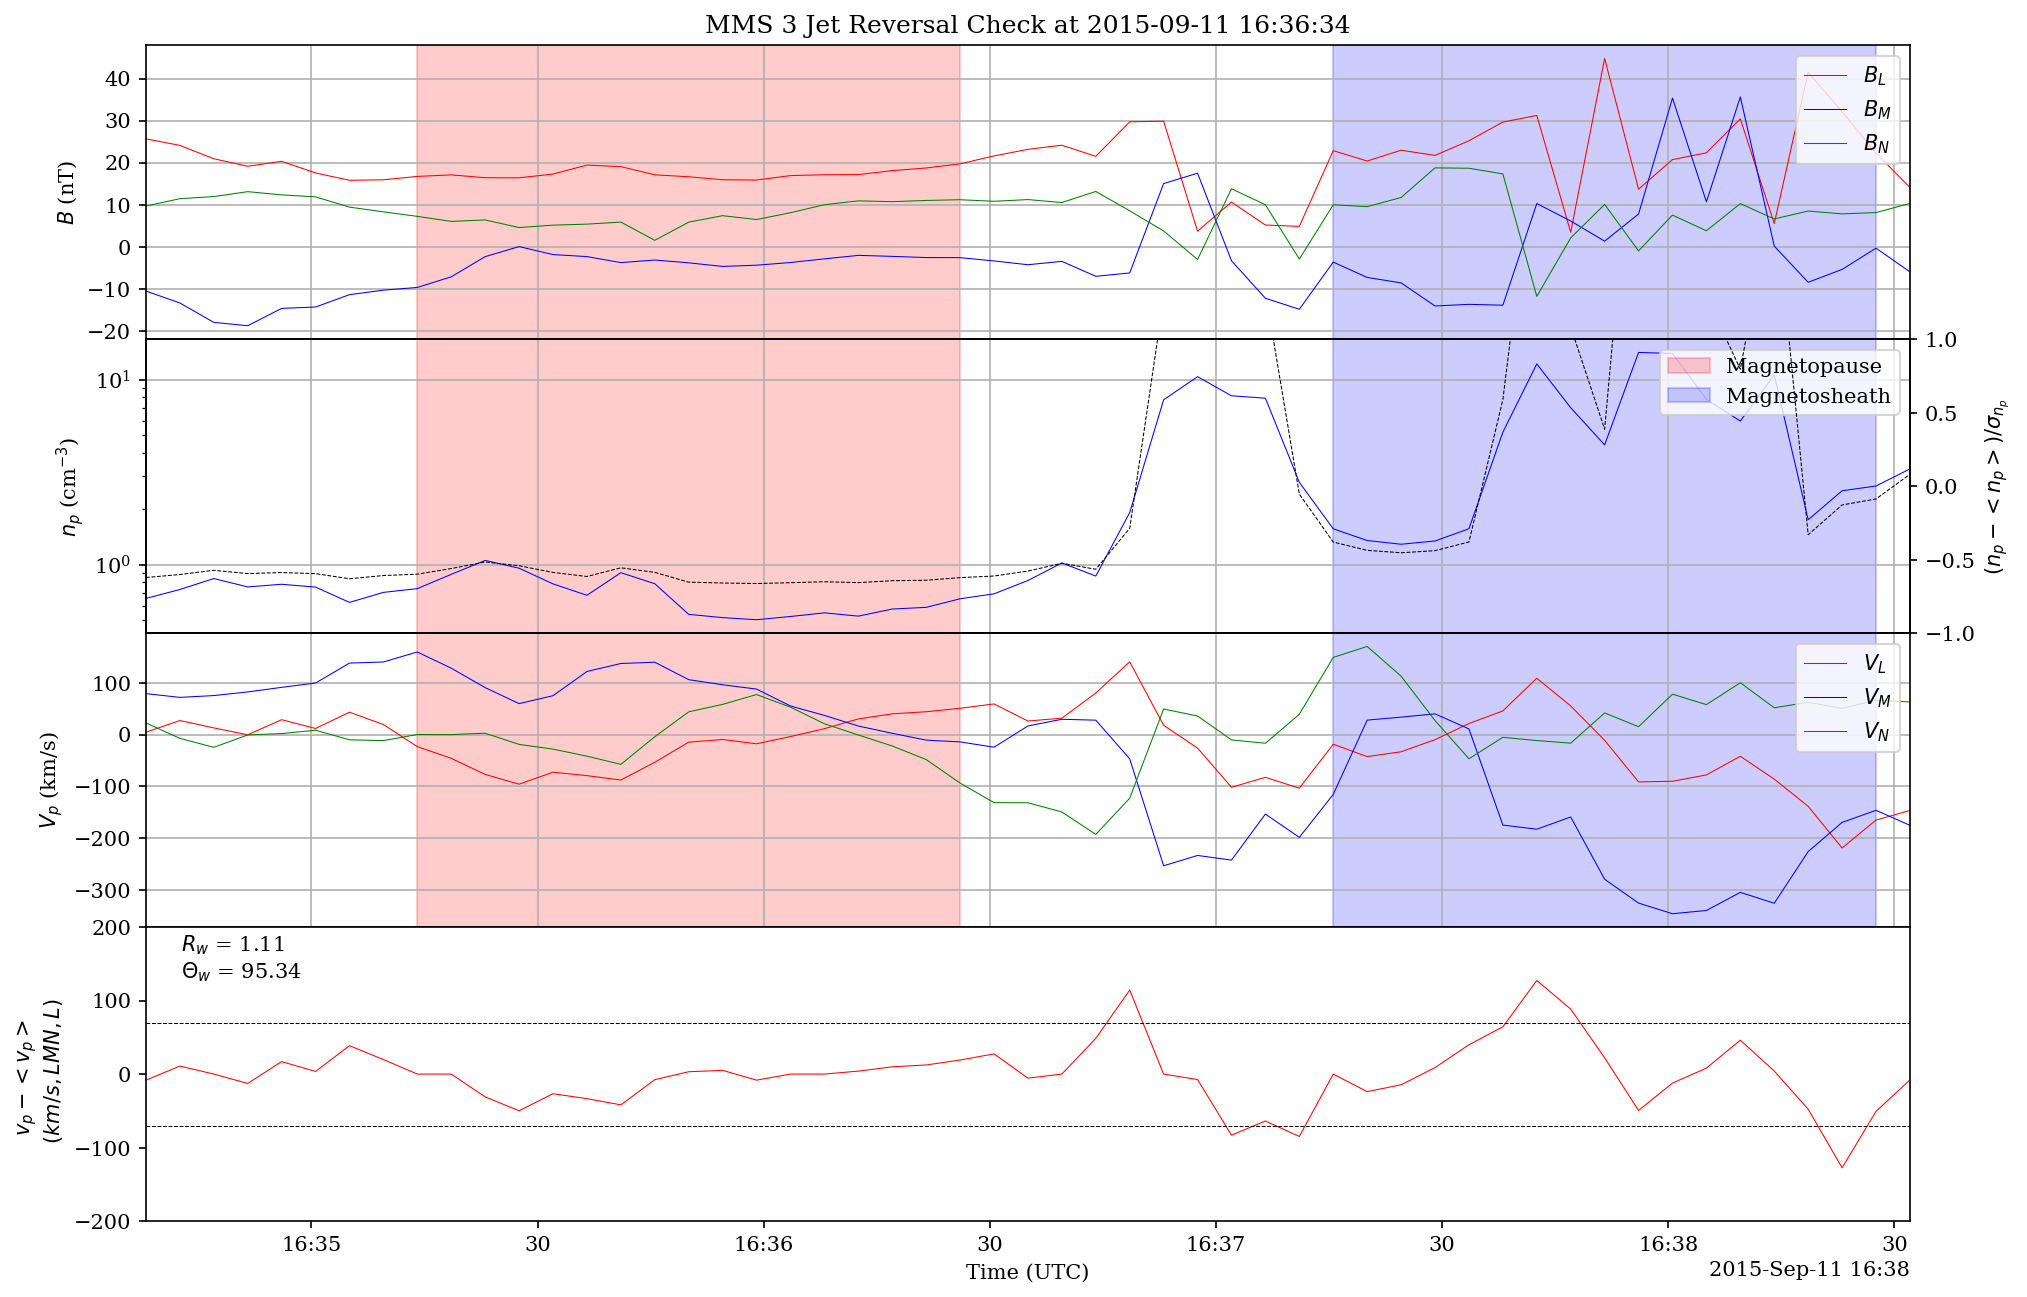 MMS 3 Jet Reversal Check at 2015-09-11 16:36:34
40
30
20
10
0
−10
−20
B (nT)
B_L
B_M
B_N
10^1
10^0
n_p (cm^−3)
Magnetopause
Magnetosheath
1.0
0.5
0.0
−0.5
−1.0
(n_p − < n_p >)/σ_{n_p}
100
0
−100
−200
−300
V_p (km/s)
V_L
V_M
V_N
200
100
0
−100
−200
v_p − < v_p >
(km/s, LMN, L)
R_w = 1.11
Θ_w = 95.34
16:35
30
16:36
30
16:37
30
16:38
30
Time (UTC)
2015-Sep-11 16:38